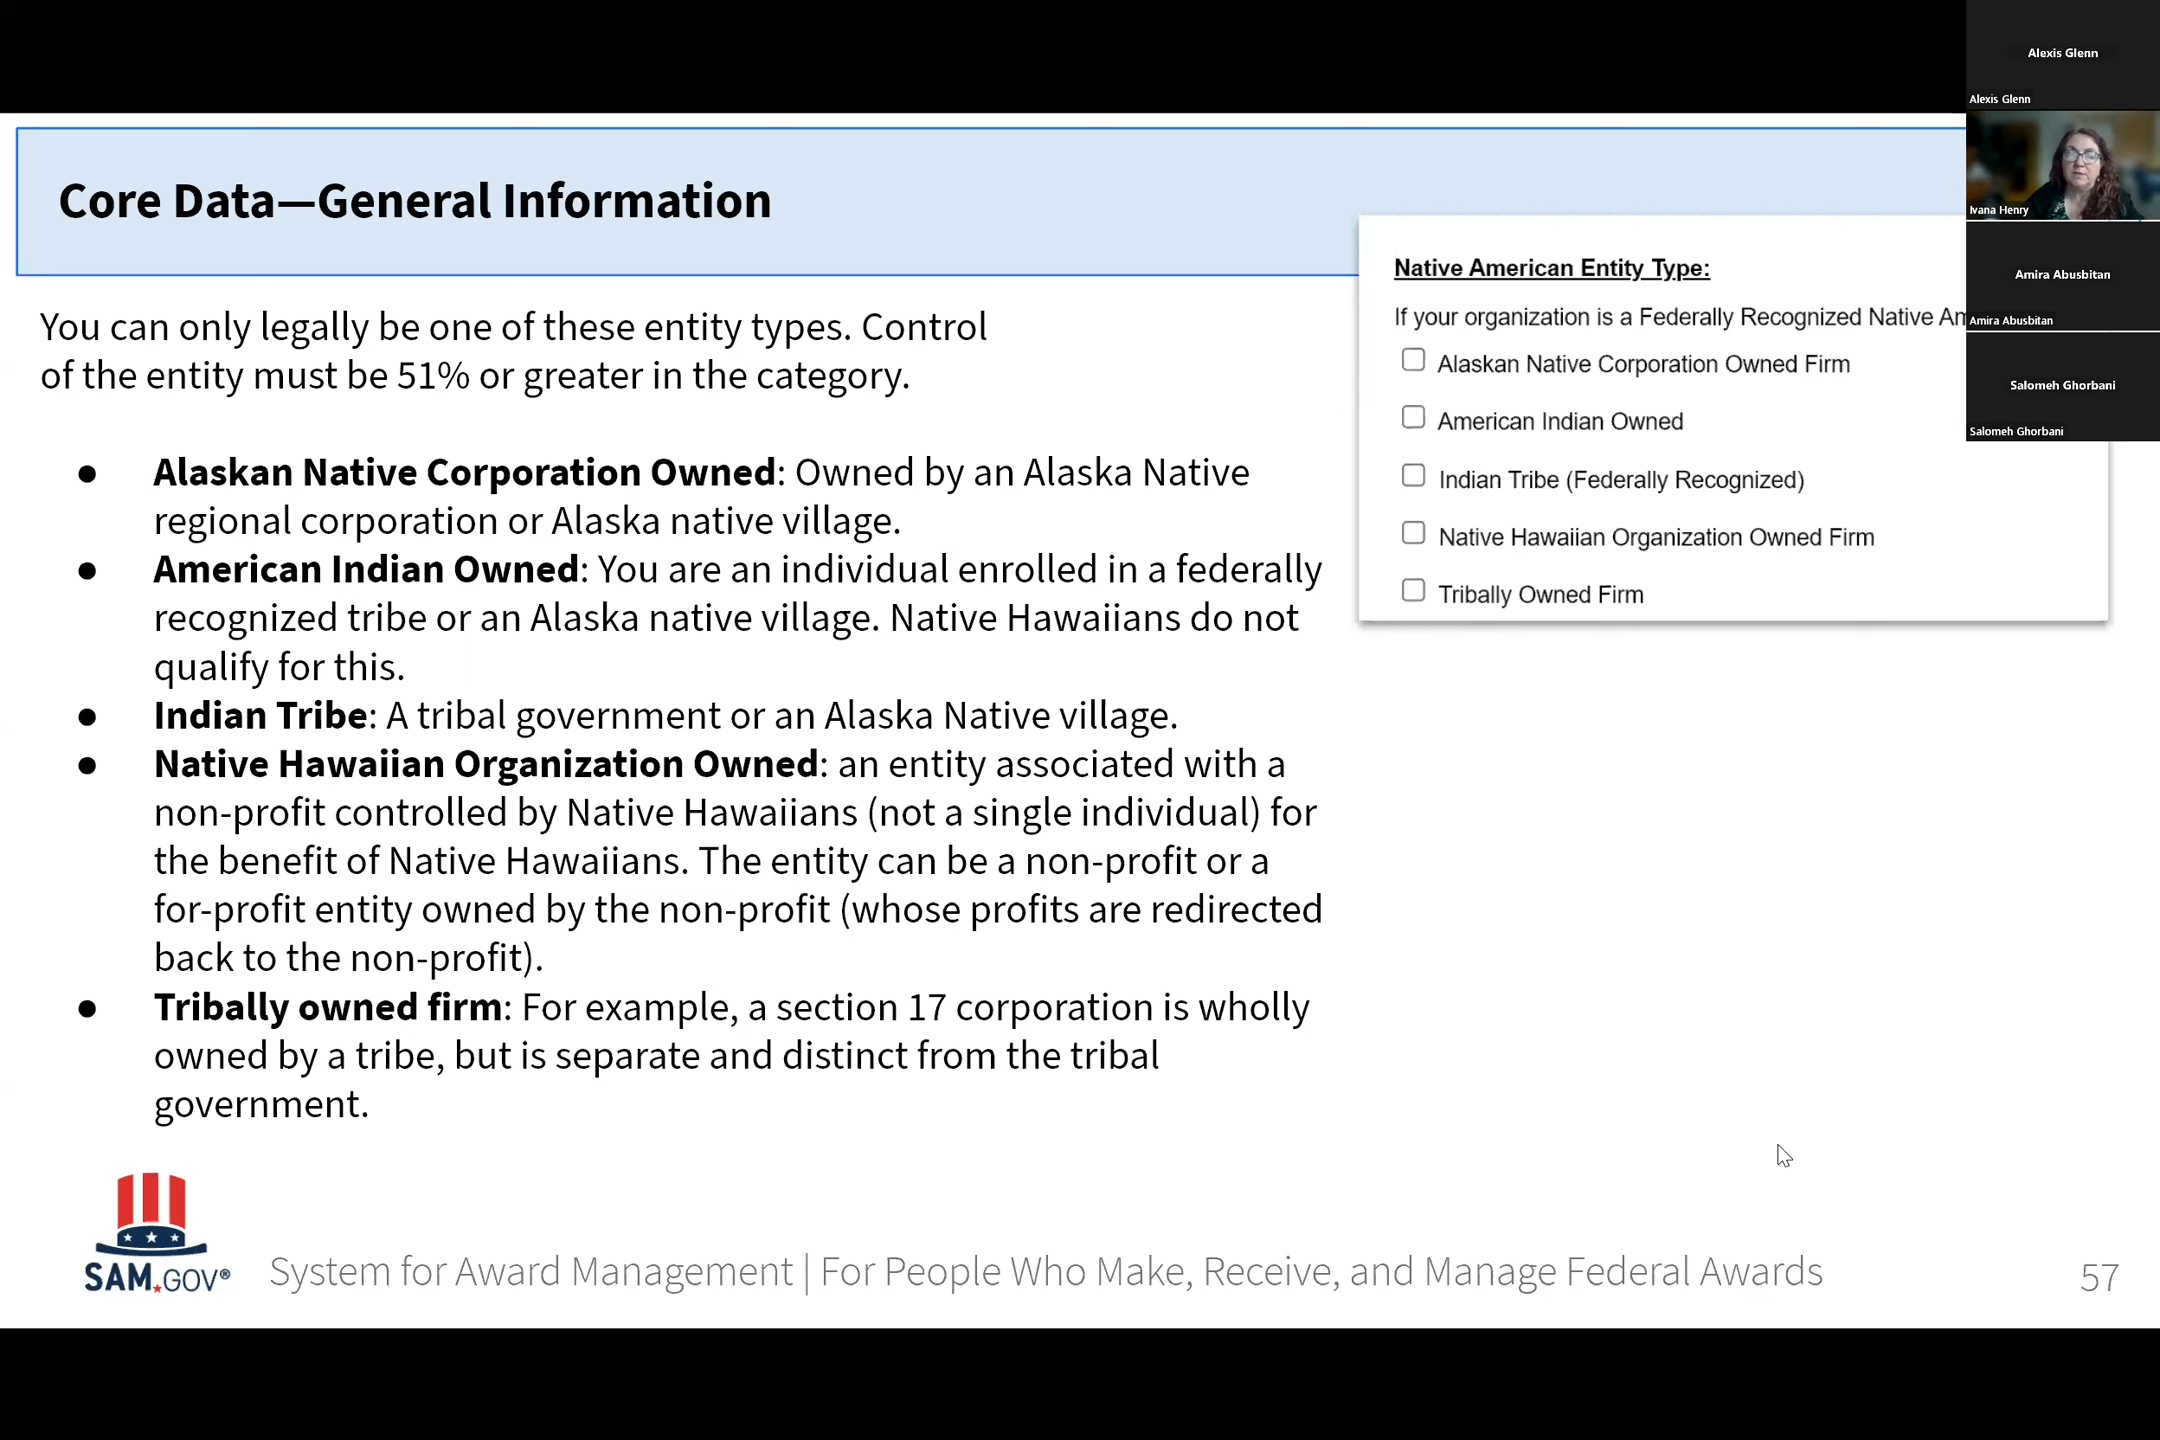 Core Data—General Information
You can only legally be one of these entity types. Control
of the entity must be 51% or greater in the category.
● Alaskan Native Corporation Owned: Owned by an Alaska Native
regional corporation or Alaska native village.
● American Indian Owned: You are an individual enrolled in a federally
recognized tribe or an Alaska native village. Native Hawaiians do not
qualify for this.
● Indian Tribe: A tribal government or an Alaska Native village.
● Native Hawaiian Organization Owned: an entity associated with a
non-profit controlled by Native Hawaiians (not a single individual) for
the benefit of Native Hawaiians. The entity can be a non-profit or a
for-profit entity owned by the non-profit (whose profits are redirected
back to the non-profit).
● Tribally owned firm: For example, a section 17 corporation is wholly
owned by a tribe, but is separate and distinct from the tribal
government.
Native American Entity Type:
If your organization is a Federally Recognized Native Am
Alaskan Native Corporation Owned Firm
American Indian Owned
Indian Tribe (Federally Recognized)
Native Hawaiian Organization Owned Firm
Tribally Owned Firm
Alexis Glenn
Alexis Glenn
Ivana Henry
Amira Abusbitan
Amira Abusbitan
Salomeh Ghorbani
Salomeh Ghorbani
SAM.GOV®
System for Award Management | For People Who Make, Receive, and Manage Federal Awards
57